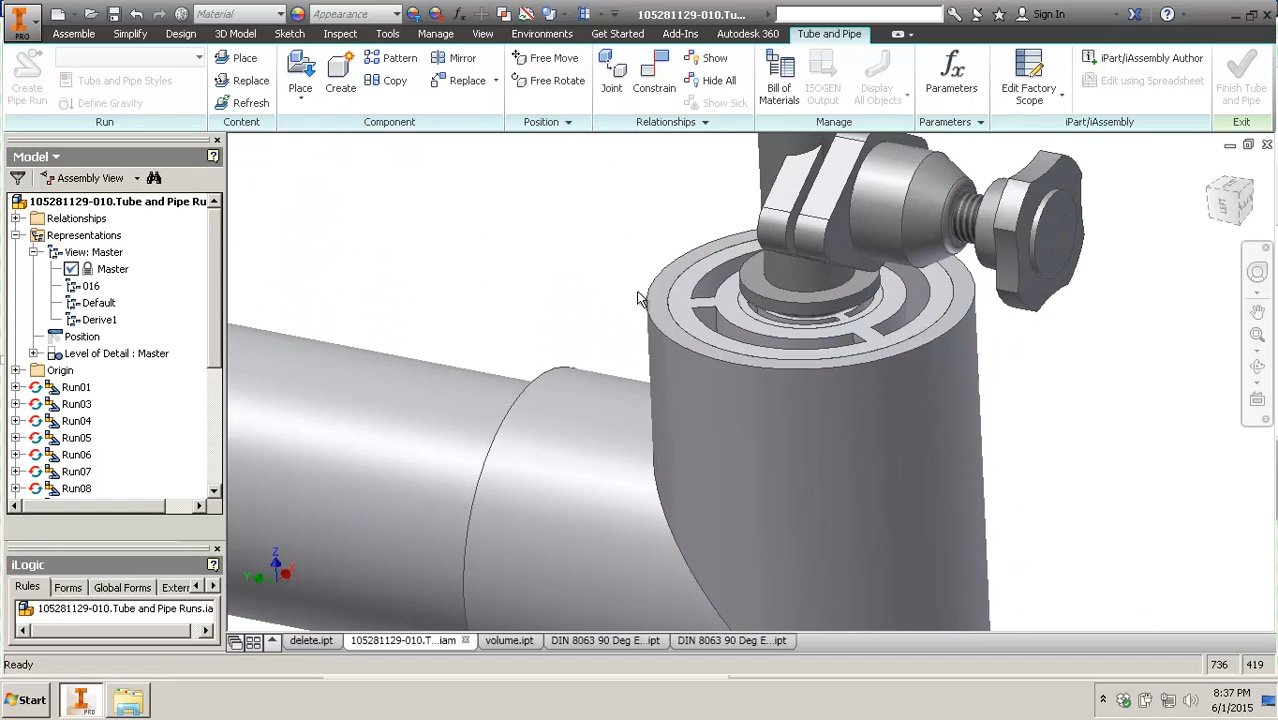 Material
Appearance
105281129-010.Tu...
Sign In
PRO
Assemble
Simplify
Design
3D Model
Sketch
Inspect
Tools
Manage
View
Environments
Get Started
Add-Ins
Autodesk 360
Tube and Pipe
Create
Pipe Run
Tube and Pipe Styles
Define Gravity
Run
Place
Replace
Refresh
Content
Place
Create
Pattern
Copy
Mirror
Replace
Component
Free Move
Free Rotate
Position
Joint
Constrain
Show
Hide All
Show Sick
Relationships
Bill of
Materials
ISOGEN
Output
Display
All Objects
Manage
fx
Parameters
Parameters
Edit Factory
Scope
iPart/iAssembly Author
Edit using Spreadsheet
iPart/iAssembly
Finish Tube
and Pipe
Exit
Model
Assembly View
105281129-010.Tube and Pipe Ru
Relationships
Representations
View: Master
Master
016
Default
Derive1
Position
Level of Detail : Master
Origin
Run01
Run03
Run04
Run05
Run06
Run07
Run08
iLogic
Rules
Forms
Global Forms
Exter
105281129-010.Tube and Pipe Runs.ia
LEFT
Z
Y
X
delete.ipt
105281129-010.T...iam
volume.ipt
DIN 8063 90 Deg E...ipt
DIN 8063 90 Deg E...ipt
Ready
736
419
Start
PRO
8:37 PM
6/1/2015